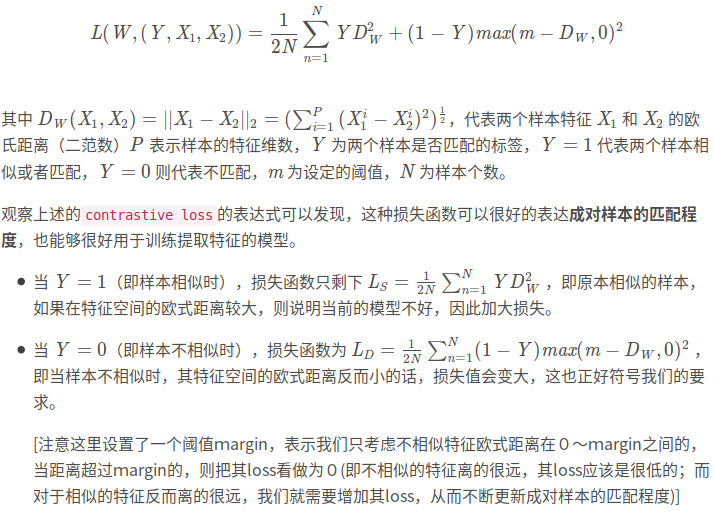 L(W,(Y,X₁,X₂)) = \frac{1}{2N} \sum_{n=1}^{N} Y D_W^2 + (1−Y)max(m−D_W,0)^2
其中 D_W(X₁,X₂) = ||X₁−X₂||₂ = (\sum_{i=1}^{P} (X_1^i − X_2^i)^2)^{\frac{1}{2}}，代表两个样本特征 X₁ 和 X₂ 的欧
氏距离（二范数）P 表示样本的特征维数，Y 为两个样本是否匹配的标签，Y = 1 代表两个样本相
似或者匹配，Y = 0 则代表不匹配，m 为设定的阈值，N 为样本个数。
观察上述的 contrastive loss 的表达式可以发现，这种损失函数可以很好的表达成对样本的匹配程
度，也能够很好用于训练提取特征的模型。
• 当 Y = 1（即样本相似时），损失函数只剩下 L_S = \frac{1}{2N} \sum_{n=1}^{N} Y D_W^2，即原本相似的样本，
如果在特征空间的欧式距离较大，则说明当前的模型不好，因此加大损失。
• 当 Y = 0（即样本不相似时），损失函数为 L_D = \frac{1}{2N} \sum_{n=1}^{N} (1−Y)max(m−D_W,0)^2，
即当样本不相似时，其特征空间的欧式距离反而小的话，损失值会变大，这也正好符号我们的要
求。
[注意这里设置了一个阈值margin，表示我们只考虑不相似特征欧式距离在０～margin之间的，
当距离超过margin的，则把其loss看做为０(即不相似的特征离的很远，其loss应该是很低的；而
对于相似的特征反而离的很远，我们就需要增加其loss，从而不断更新成对样本的匹配程度)]